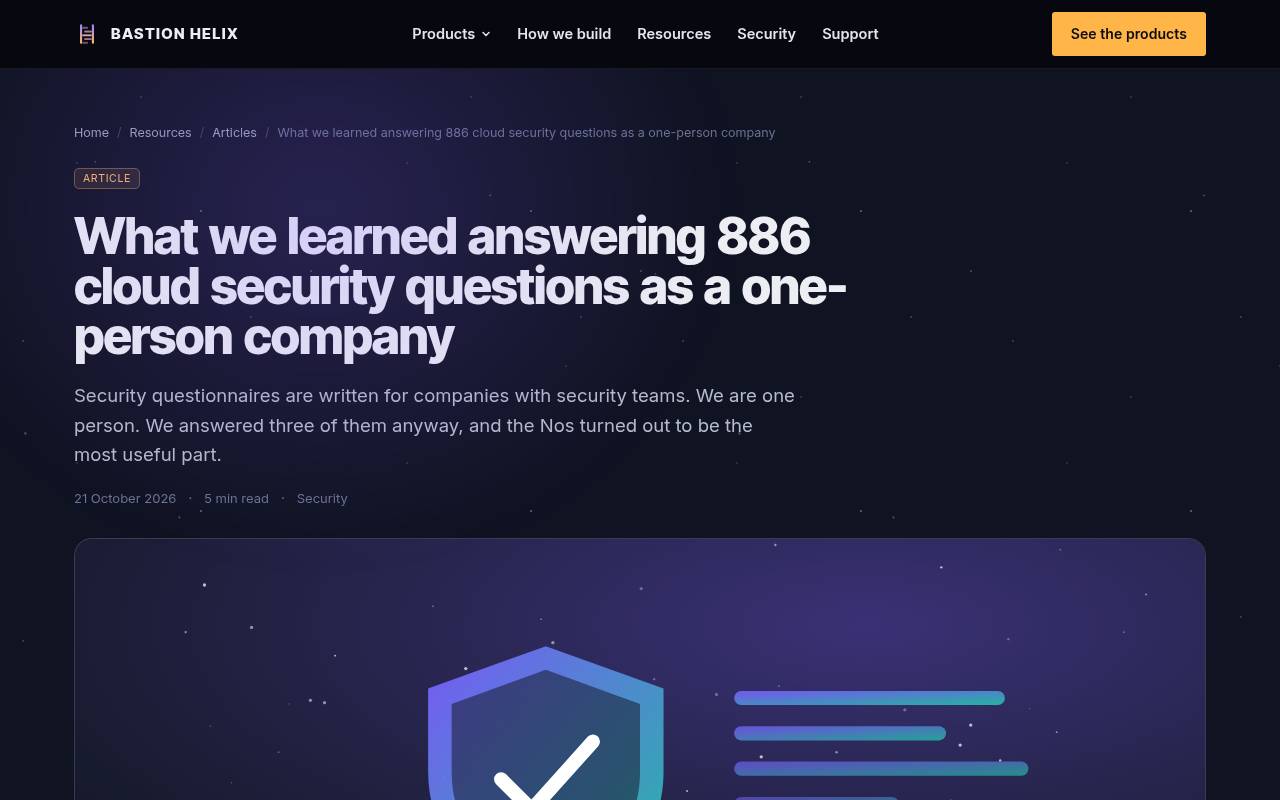 BASTION HELIX
Products
How we build
Resources
Security
Support
See the products
Home / Resources / Articles / What we learned answering 886 cloud security questions as a one-person company
ARTICLE
What we learned answering 886
cloud security questions as a one-
person company
Security questionnaires are written for companies with security teams. We are one
person. We answered three of them anyway, and the Nos turned out to be the
most useful part.
21 October 2026 · 5 min read · Security